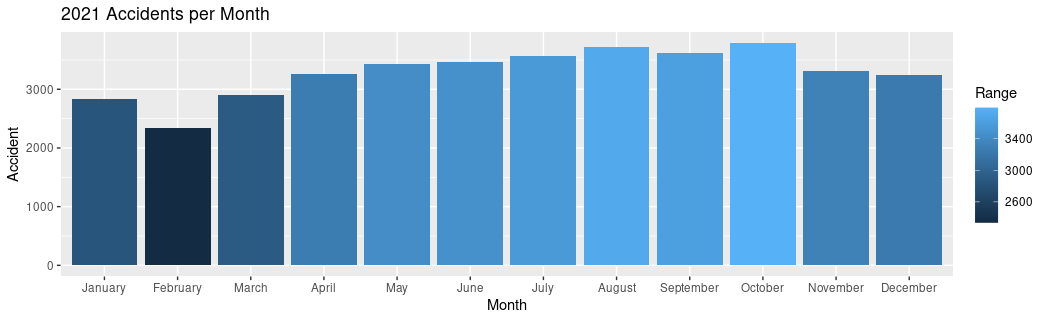 2021 Accidents per Month
Accident
3000
2000
1000
0
January February March April May June July August September October November December
Month
Range
3400
3000
2600